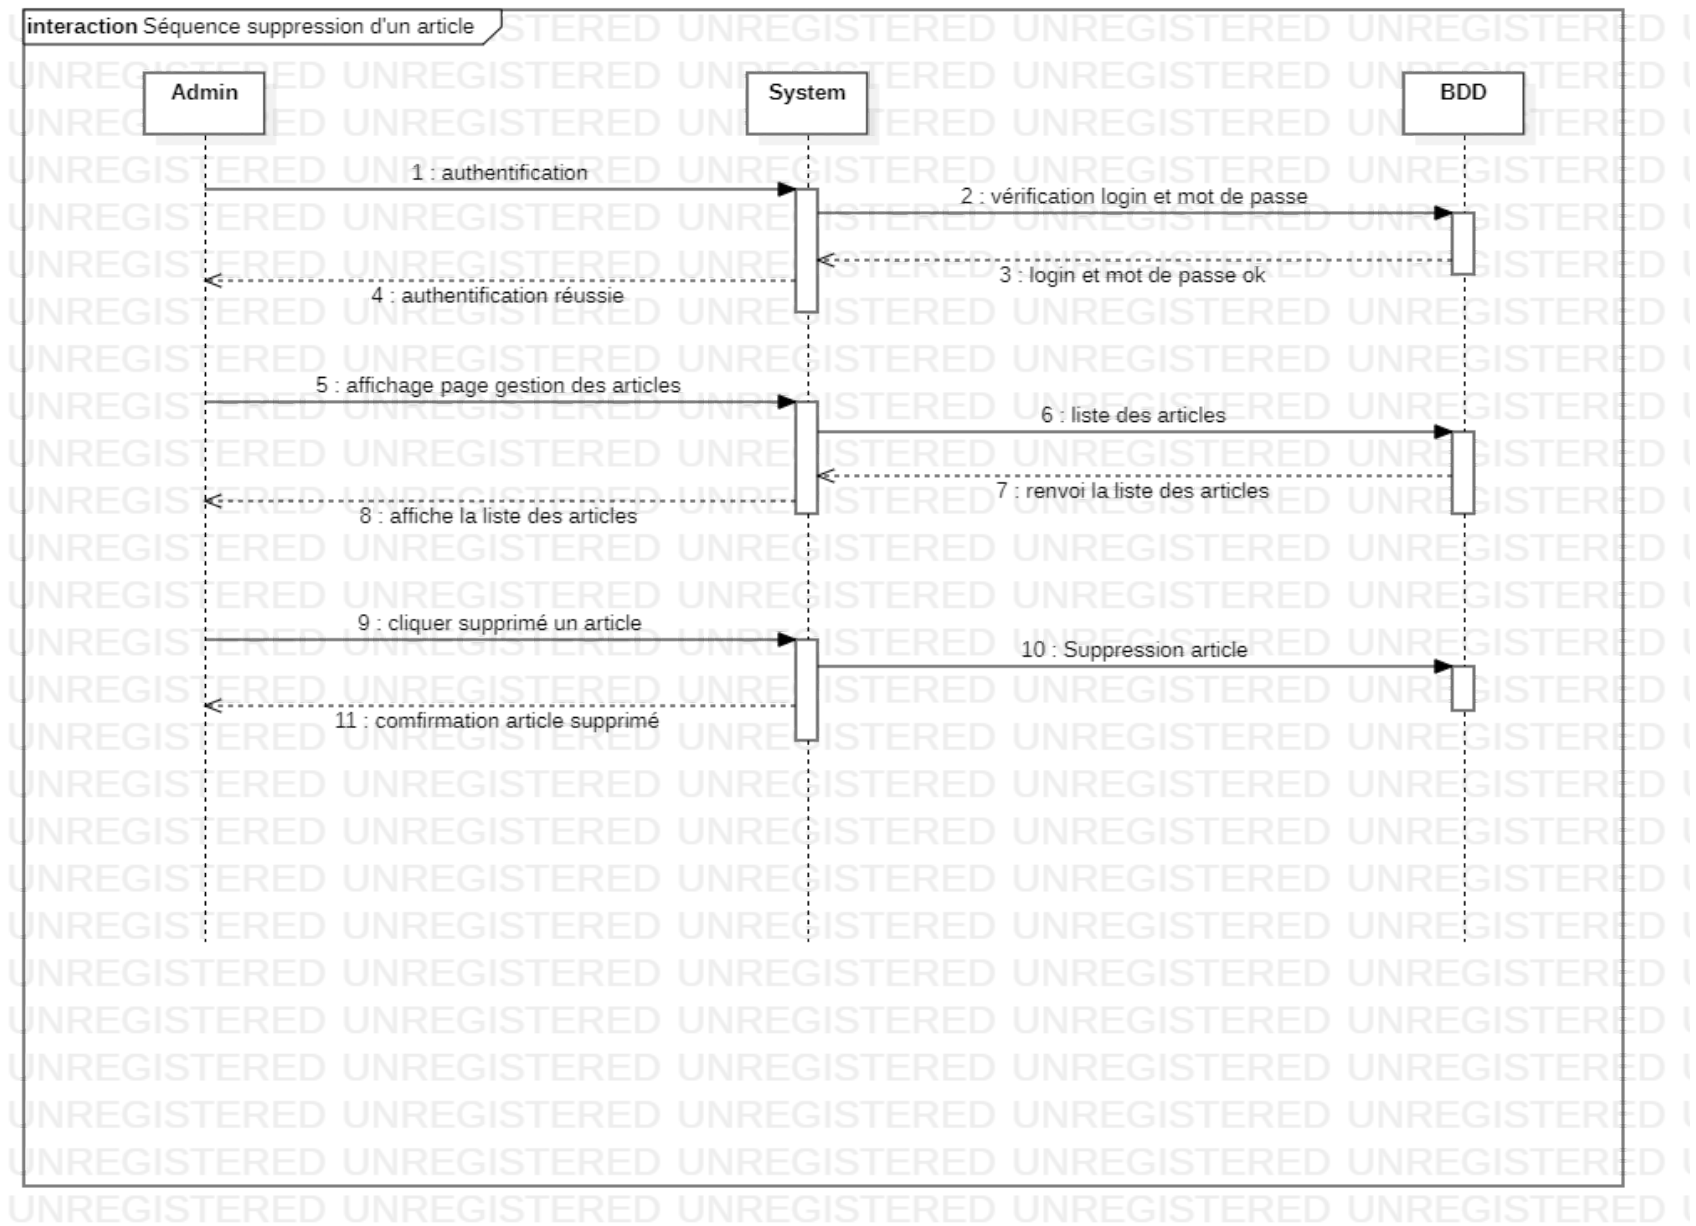 interaction Séquence suppression d'un article
Admin
System
BDD
1 : authentification
2 : vérification login et mot de passe
3 : login et mot de passe ok
4 : authentification réussie
5 : affichage page gestion des articles
6 : liste des articles
7 : renvoi la liste des articles
8 : affiche la liste des articles
9 : cliquer supprimé un article
10 : Suppression article
11 : comfirmation article supprimé
UNREGISTERED